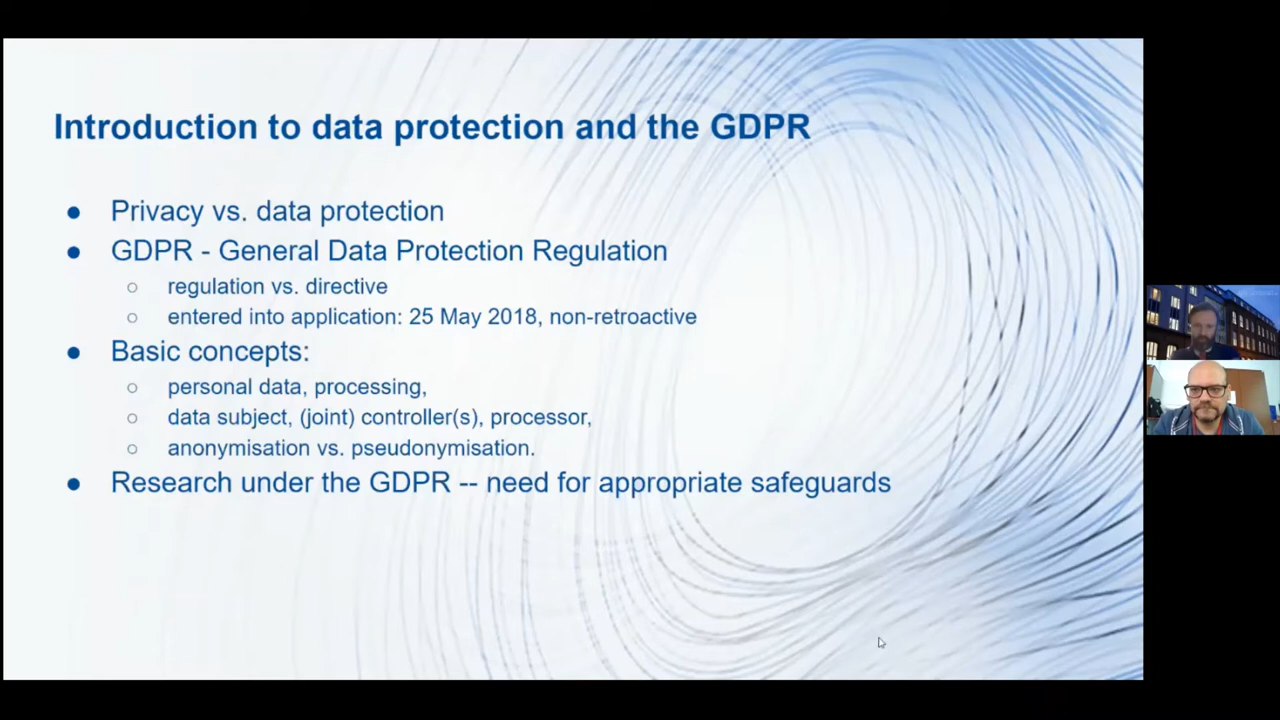 Introduction to data protection and the GDPR
● Privacy vs. data protection
● GDPR - General Data Protection Regulation
○ regulation vs. directive
○ entered into application: 25 May 2018, non-retroactive
● Basic concepts:
○ personal data, processing,
○ data subject, (joint) controller(s), processor,
○ anonymisation vs. pseudonymisation.
● Research under the GDPR -- need for appropriate safeguards